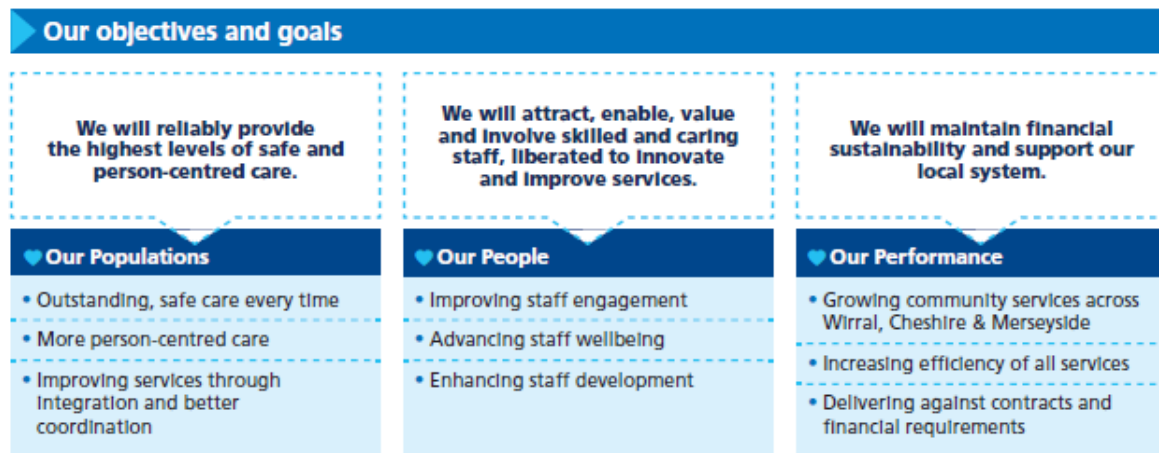 Our objectives and goals
We will reliably provide
the highest levels of safe and
person-centred care.
Our Populations
• Outstanding, safe care every time
• More person-centred care
• Improving services through
integration and better
coordination
We will attract, enable, value
and involve skilled and caring
staff, liberated to innovate
and improve services.
Our People
• Improving staff engagement
• Advancing staff wellbeing
• Enhancing staff development
We will maintain financial
sustainability and support our
local system.
Our Performance
• Growing community services across
Wirral, Cheshire & Merseyside
• Increasing efficiency of all services
• Delivering against contracts and
financial requirements